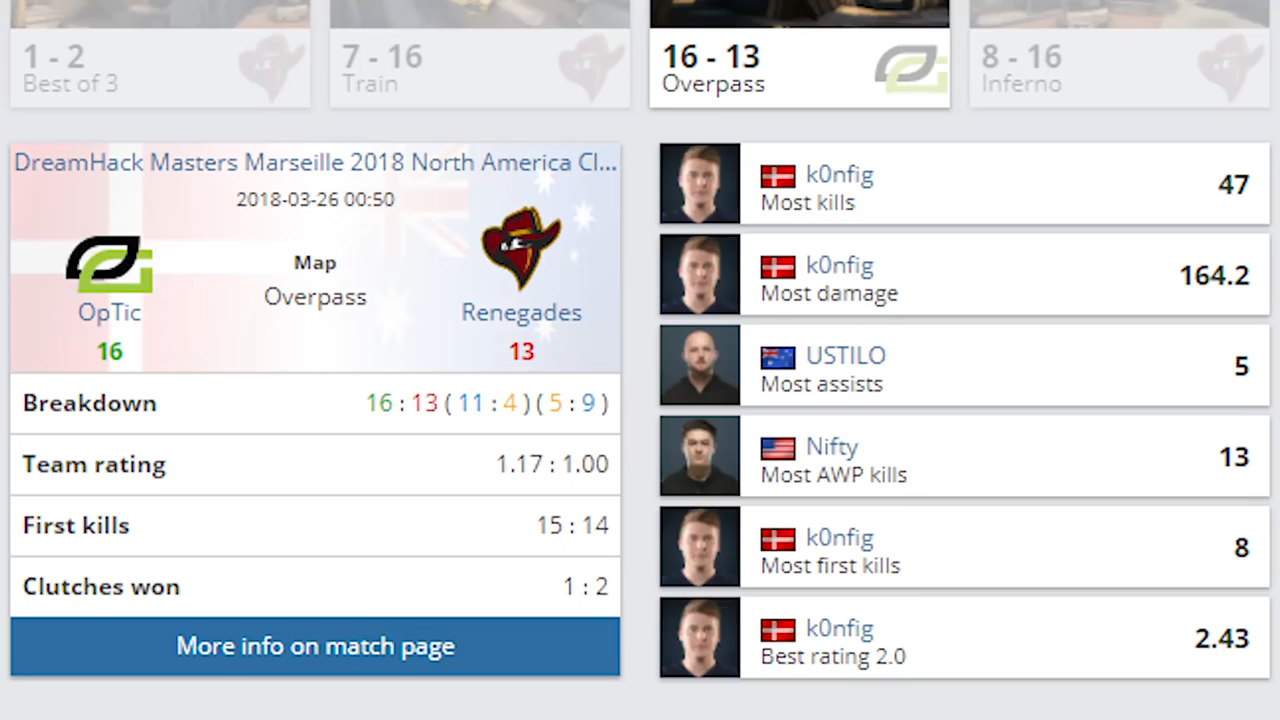 1 - 2
Best of 3
7 - 16
Train
16 - 13
Overpass
8 - 16
Inferno
DreamHack Masters Marseille 2018 North America Cl...
2018-03-26 00:50
Map
Overpass
OpTic
16
Renegades
13
Breakdown 16 : 13 ( 11 : 4 ) ( 5 : 9 )
Team rating 1.17 : 1.00
First kills 15 : 14
Clutches won 1 : 2
More info on match page
k0nfig
Most kills
47
k0nfig
Most damage
164.2
USTILO
Most assists
5
Nifty
Most AWP kills
13
k0nfig
Most first kills
8
k0nfig
Best rating 2.0
2.43